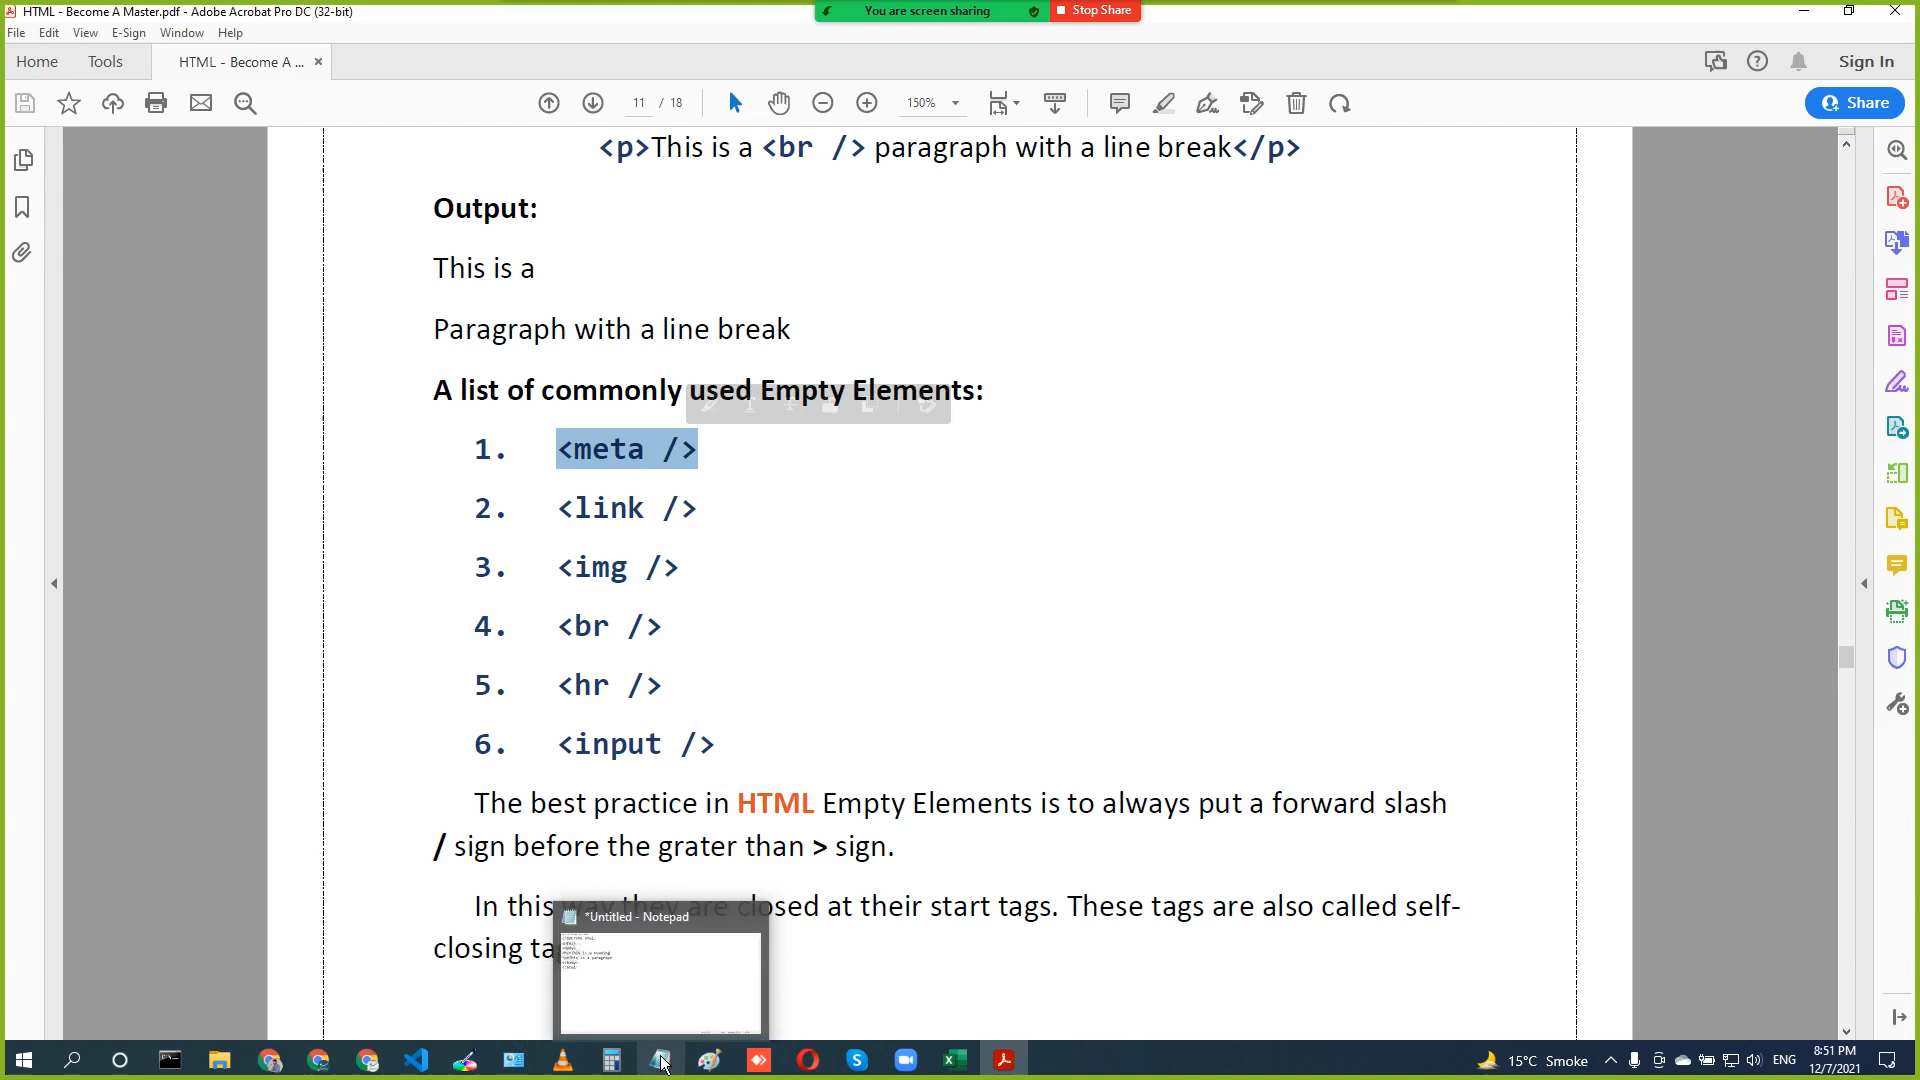 HTML - Become A Master.pdf - Adobe Acrobat Pro DC (32-bit)
You are screen sharing
Stop Share
File Edit View E-Sign Window Help
Home Tools HTML - Become A ... ×
Sign In
11 / 18
150%
Share
<p>This is a <br /> paragraph with a line break</p>
Output:
This is a
Paragraph with a line break
A list of commonly used Empty Elements:
1. <meta />
2. <link />
3. <img />
4. <br />
5. <hr />
6. <input />
The best practice in HTML Empty Elements is to always put a forward slash
/ sign before the grater than > sign.
In this way they are closed at their start tags. These tags are also called self-
closing ta
*Untitled - Notepad
15°C Smoke
ENG
8:51 PM
12/7/2021